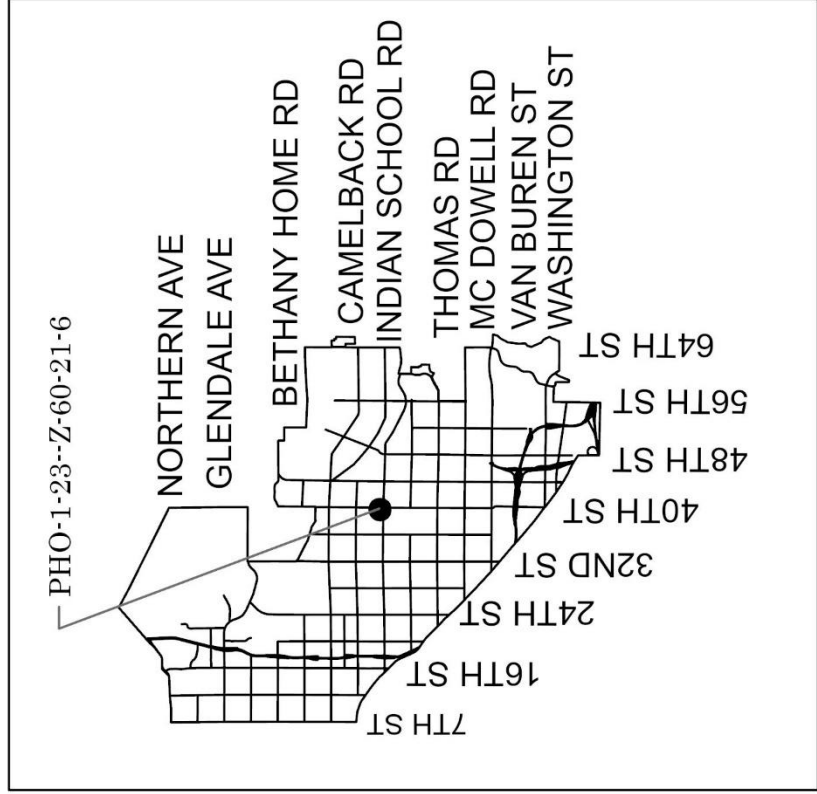 PHO-1-23--Z-60-21-6
NORTHERN AVE
GLENDALE AVE
BETHANY HOME RD
CAMELBACK RD
INDIAN SCHOOL RD
THOMAS RD
MC DOWELL RD
VAN BUREN ST
WASHINGTON ST
64TH ST
56TH ST
48TH ST
40TH ST
32ND ST
24TH ST
16TH ST
7TH ST